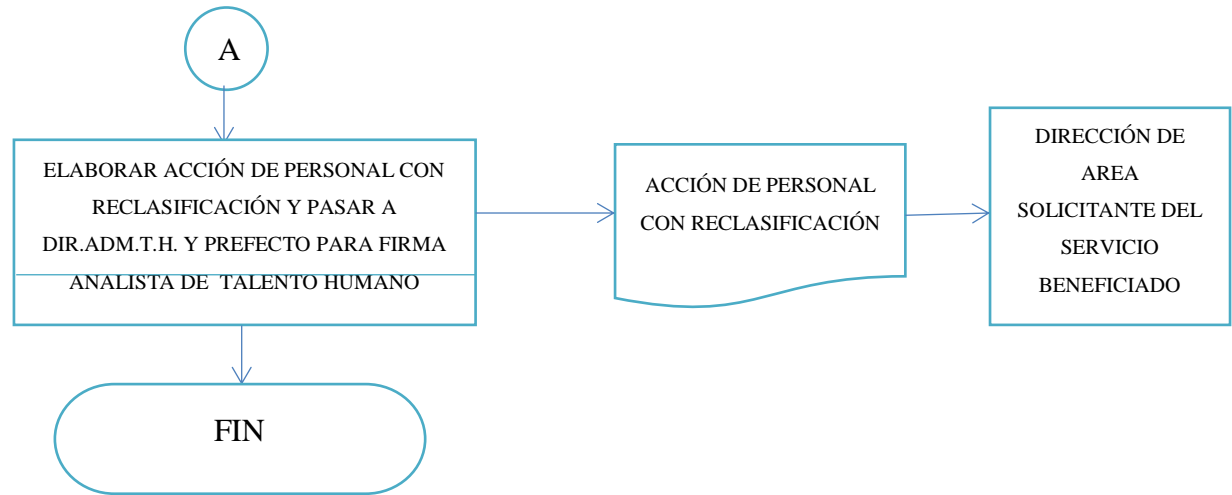 A
ELABORAR ACCIÓN DE PERSONAL CON
RECLASIFICACIÓN Y PASAR A
DIR.ADM.T.H. Y PREFECTO PARA FIRMA
ANALISTA DE TALENTO HUMANO
ACCIÓN DE PERSONAL
CON RECLASIFICACIÓN
DIRECCIÓN DE
AREA
SOLICITANTE DEL
SERVICIO
BENEFICIADO
FIN